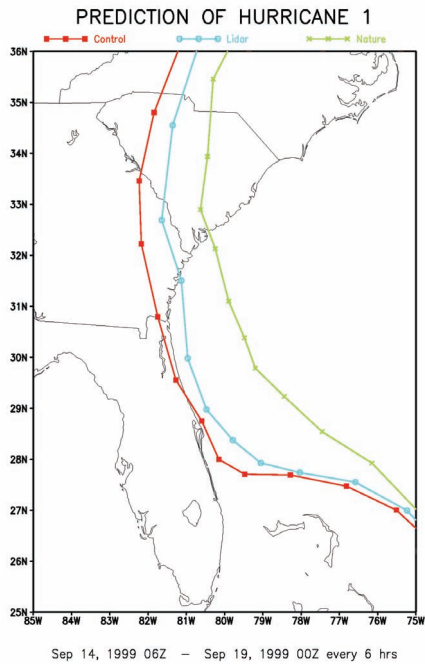 PREDICTION OF HURRICANE 1
Control Lidar Nature
36N
35N
34N
33N
32N
31N
30N
29N
28N
27N
26N
25N
85W 84W 83W 82W 81W 80W 79W 78W 77W 76W 75W
Sep 14, 1999 06Z – Sep 19, 1999 00Z every 6 hrs